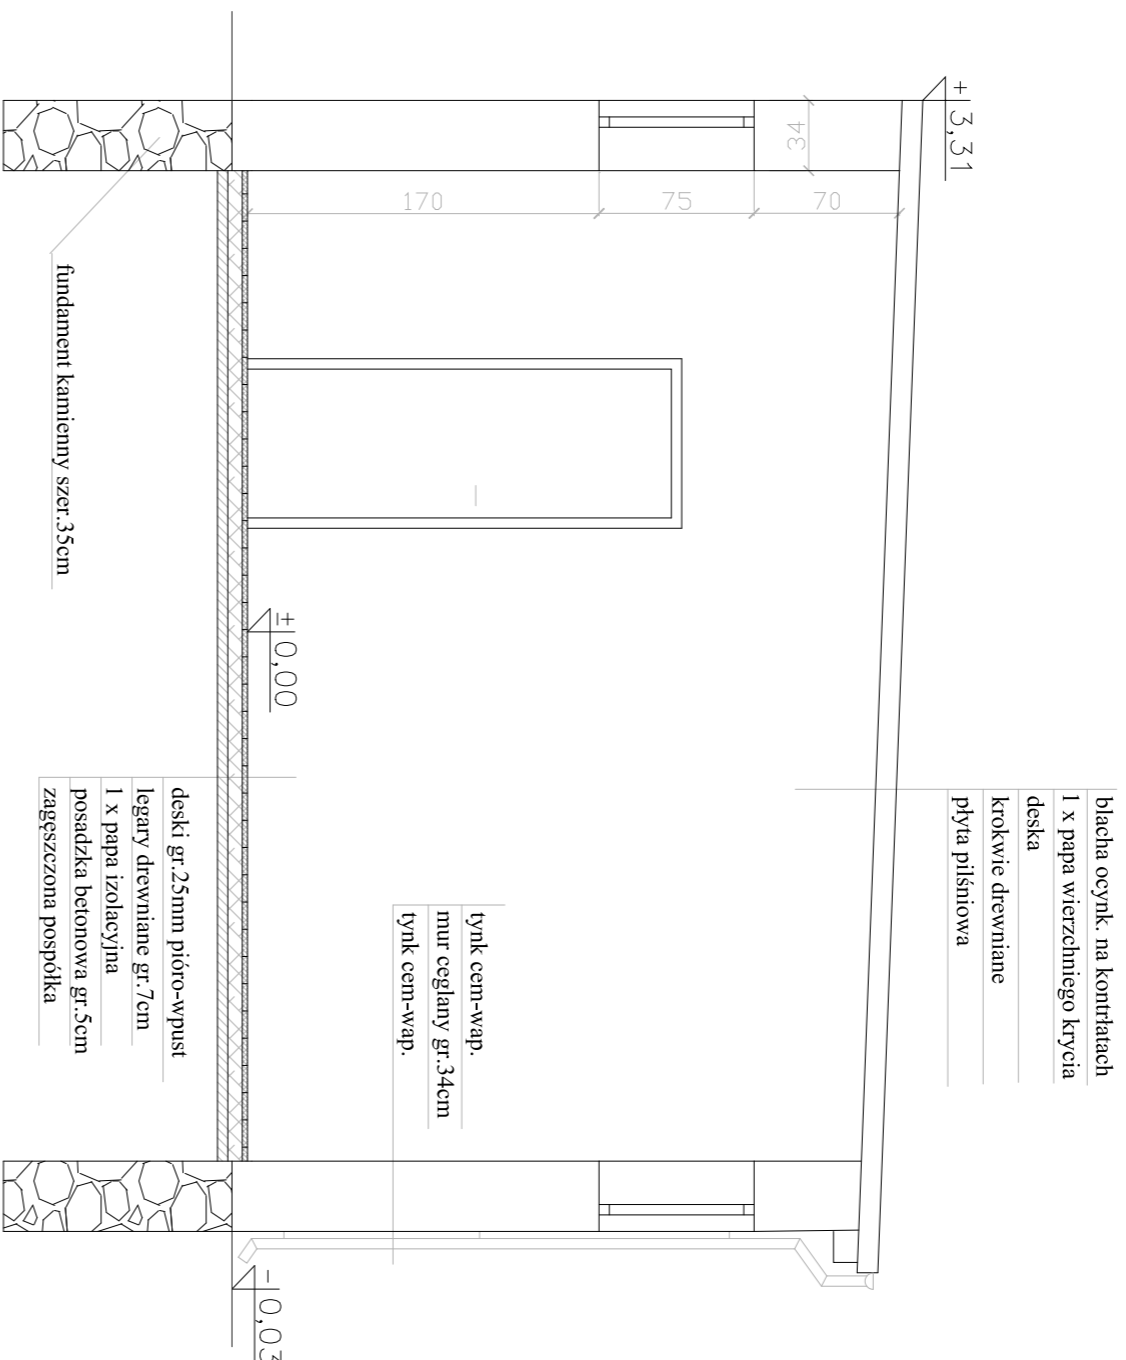 blacha ocynk. na kontrłatach
1 x papa wierzchniego krycia
deska
krokwie drewniane
płyta pilśniowa
+ 3,31
34
70
75
170
tynk cem-wap.
mur ceglany gr.34cm
tynk cem-wap.
± 0,00
- 0,03
deski gr.25mm pióro-wpust
legary drewniane gr.7cm
1 x papa izolacyjna
posadzka betonowa gr.5cm
zagęszczona pospółka
fundament kamienny szer.35cm